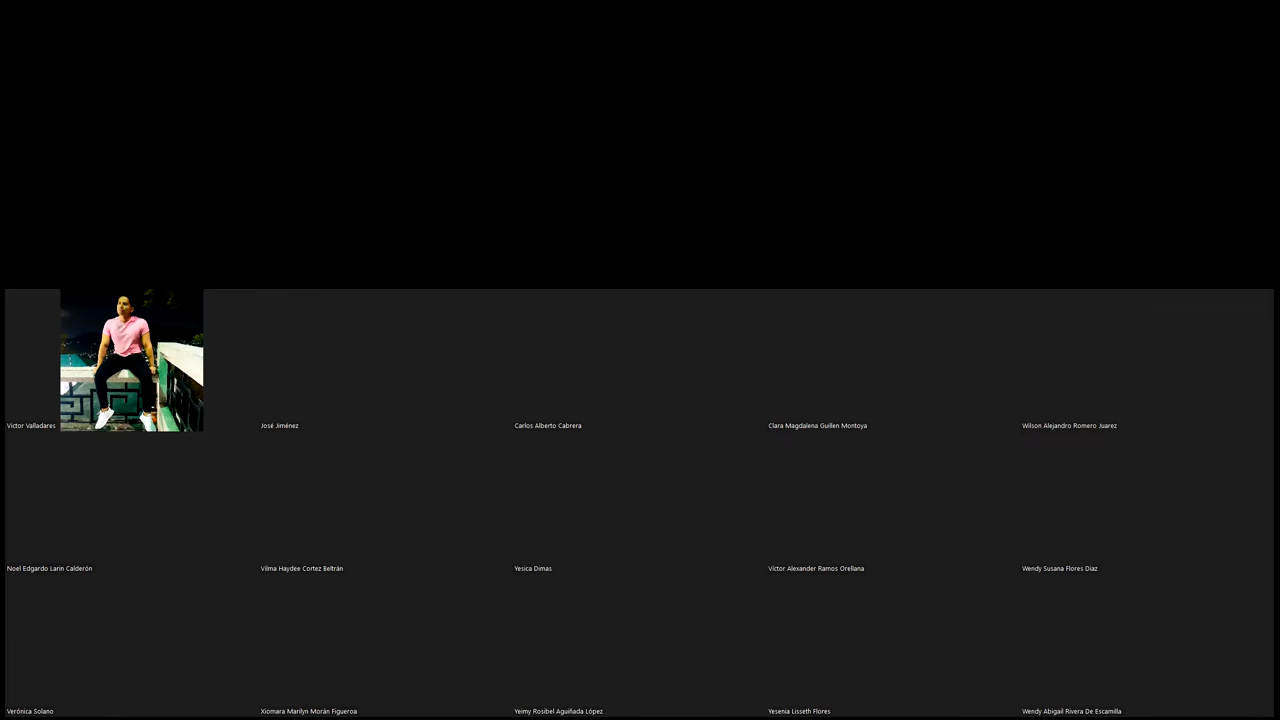 Victor Valladares
José Jiménez
Carlos Alberto Cabrera
Clara Magdalena Guillen Montoya
Wilson Alejandro Romero Juarez
Noel Edgardo Larin Calderón
Vilma Haydee Cortez Beltrán
Yesica Dimas
Víctor Alexander Ramos Orellana
Wendy Susana Flores Diaz
Verónica Solano
Xiomara Marilyn Morán Figueroa
Yeimy Rosibel Aguiñada López
Yesenia Lisseth Flores
Wendy Abigail Rivera De Escamilla